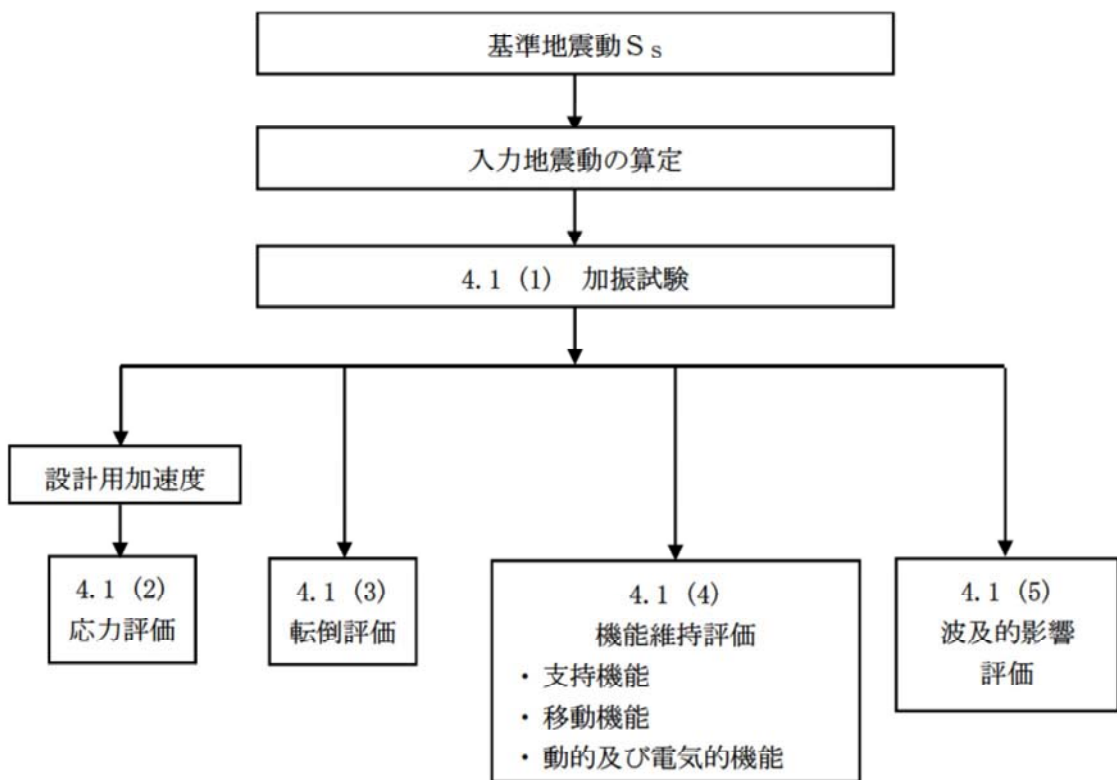 基準地震動Ｓｓ
入力地震動の算定
4.1 (1)　加振試験
設計用加速度
4.1 (2)
応力評価
4.1 (3)
転倒評価
4.1 (4)
機能維持評価
・支持機能
・移動機能
・動的及び電気的機能
4.1 (5)
波及的影響
評価